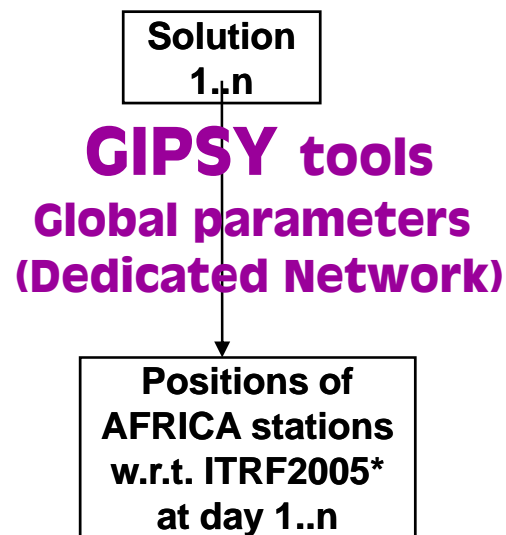 Solution
1..n
GIPSY tools
Global parameters
(Dedicated Network)
Positions of
AFRICA stations
w.r.t. ITRF2005*
at day 1..n